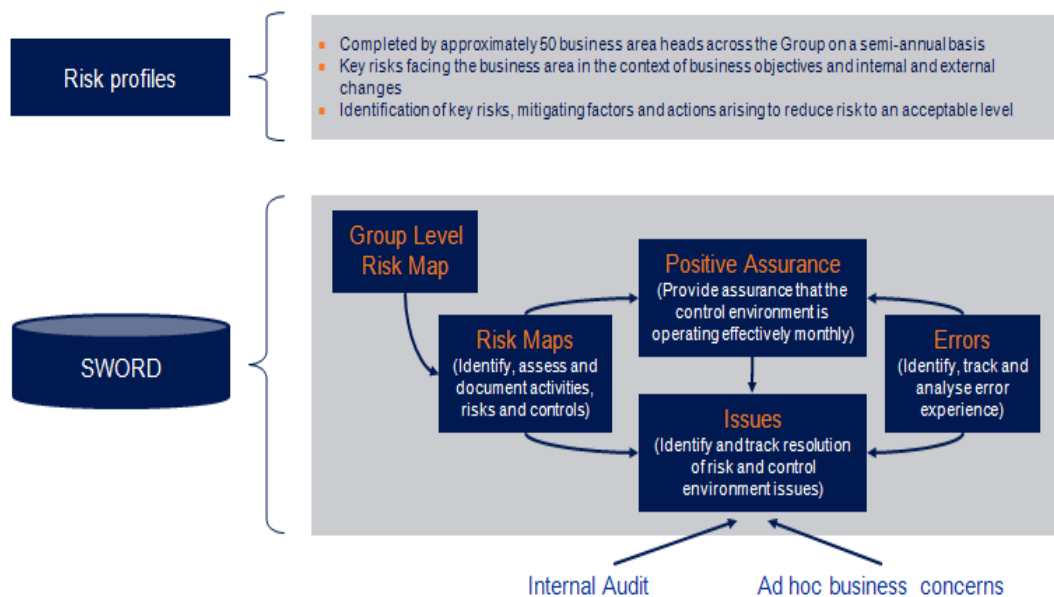 Risk profiles
Completed by approximately 50 business area heads across the Group on a semi-annual basis
Key risks facing the business area in the context of business objectives and internal and external
changes
Identification of key risks, mitigating factors and actions arising to reduce risk to an acceptable level
SWORD
Group Level
Risk Map
Positive Assurance
(Provide assurance that the
control environment is
operating effectively monthly)
Risk Maps
(Identify, assess and
document activities,
risks and controls)
Errors
(Identify, track and
analyse error
experience)
Issues
(Identify and track resolution
of risk and control
environment issues)
Internal Audit
Ad hoc business concerns